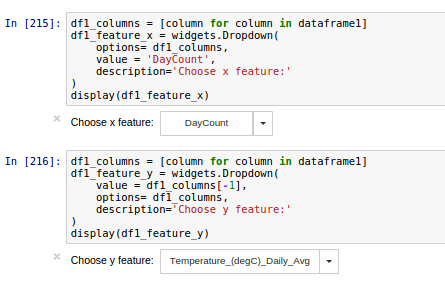 In [215]: df1_columns = [column for column in dataframe1]
df1_feature_x = widgets.Dropdown(
    options= df1_columns,
    value = 'DayCount',
    description='Choose x feature:'
)
display(df1_feature_x)
× Choose x feature: DayCount
In [216]: df1_columns = [column for column in dataframe1]
df1_feature_y = widgets.Dropdown(
    value = df1_columns[-1],
    options= df1_columns,
    description='Choose y feature:'
)
display(df1_feature_y)
× Choose y feature: Temperature_(degC)_Daily_Avg